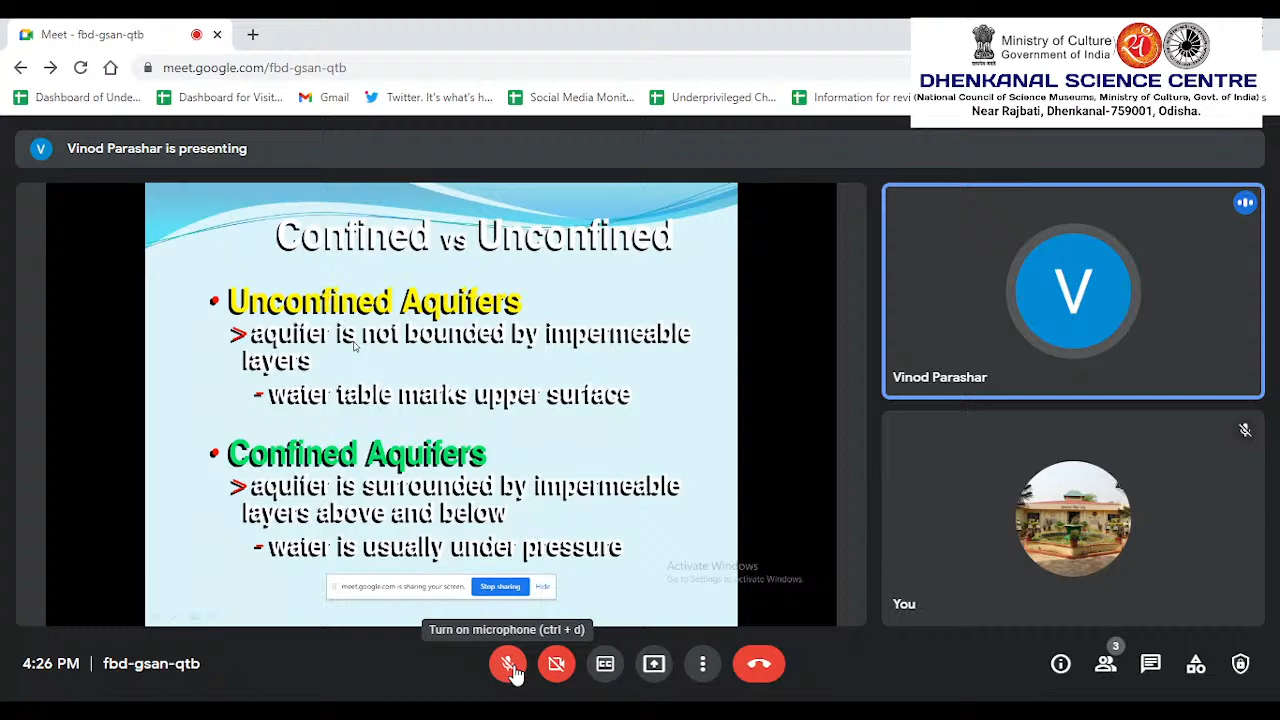 Meet - fbd-gsan-qtb
meet.google.com/fbd-gsan-qtb
Dashboard of Unde...
Dashboard for Visit...
Gmail
Twitter. It's what's h...
Social Media Monit...
Underprivileged Ch...
Information for revi
Ministry of Culture
Government of India
DHENKANAL SCIENCE CENTRE
(National Council of Science Museums, Ministry of Culture, Govt. of India)
Near Rajbati, Dhenkanal-759001, Odisha.
V
Vinod Parashar is presenting
Confined vs Unconfined
• Unconfined Aquifers
> aquifer is not bounded by impermeable
layers
- water table marks upper surface
• Confined Aquifers
> aquifer is surrounded by impermeable
layers above and below
- water is usually under pressure
meet.google.com is sharing your screen.
Stop sharing
Hide
Activate Windows
Go to Settings to activate Windows.
V
Vinod Parashar
You
Turn on microphone (ctrl + d)
4:26 PM | fbd-gsan-qtb
CC
3